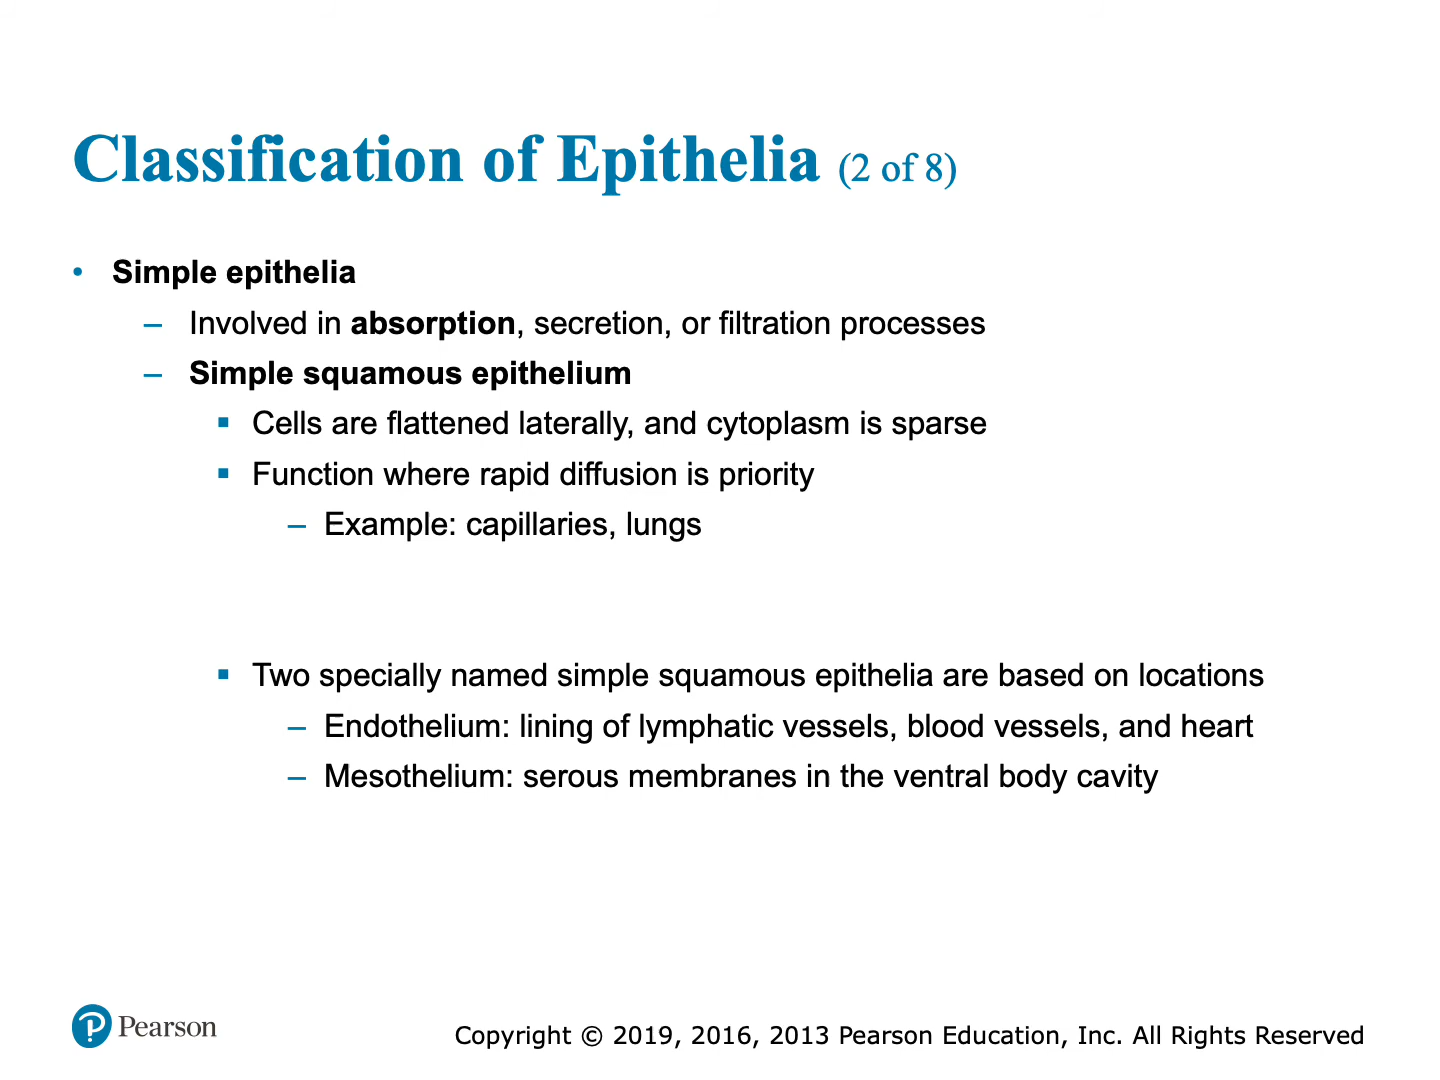 Classification of Epithelia (2 of 8)
• Simple epithelia
– Involved in absorption, secretion, or filtration processes
– Simple squamous epithelium
▪ Cells are flattened laterally, and cytoplasm is sparse
▪ Function where rapid diffusion is priority
– Example: capillaries, lungs
▪ Two specially named simple squamous epithelia are based on locations
– Endothelium: lining of lymphatic vessels, blood vessels, and heart
– Mesothelium: serous membranes in the ventral body cavity
Pearson
Copyright © 2019, 2016, 2013 Pearson Education, Inc. All Rights Reserved